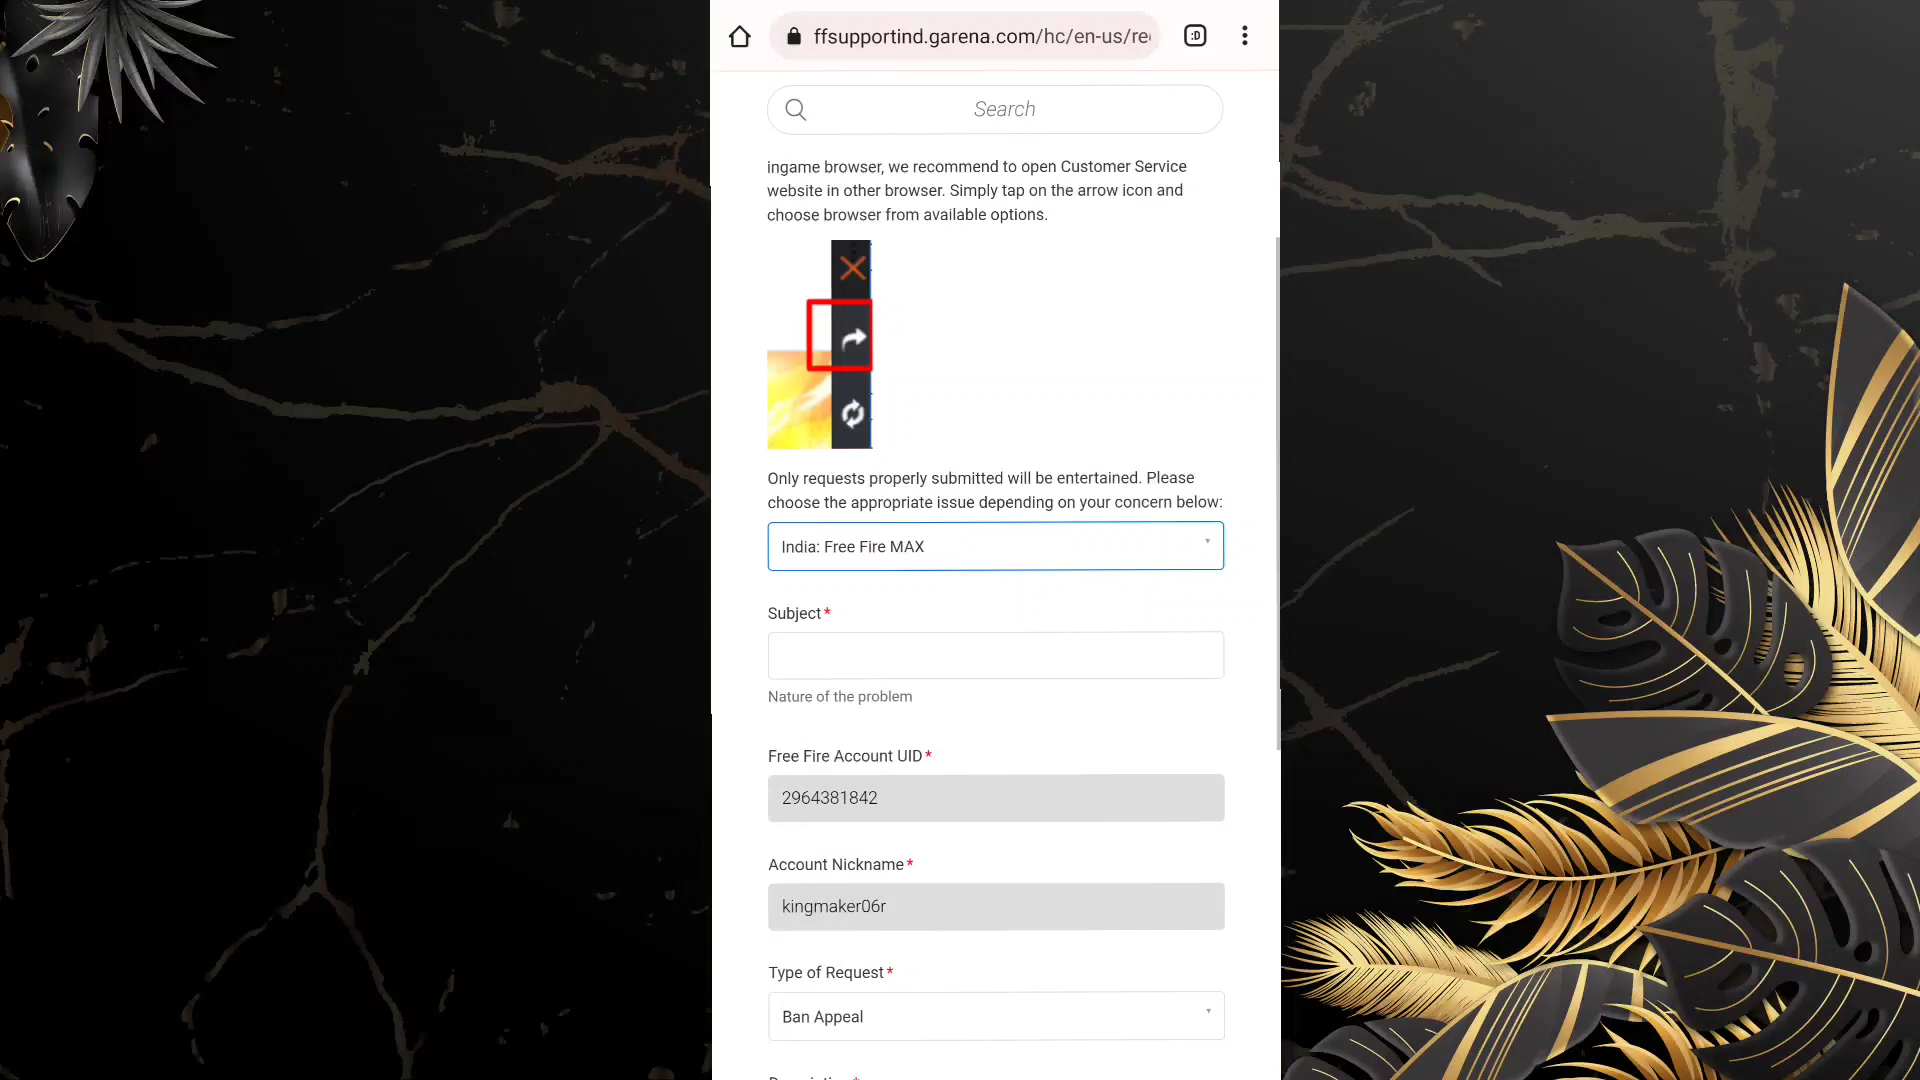 ffsupportind.garena.com/hc/en-us/re
:D
Search
ingame browser, we recommend to open Customer Service
website in other browser. Simply tap on the arrow icon and
choose browser from available options.
Only requests properly submitted will be entertained. Please
choose the appropriate issue depending on your concern below:
India: Free Fire MAX
Subject*
Nature of the problem
Free Fire Account UID*
2964381842
Account Nickname*
kingmaker06r
Type of Request*
Ban Appeal